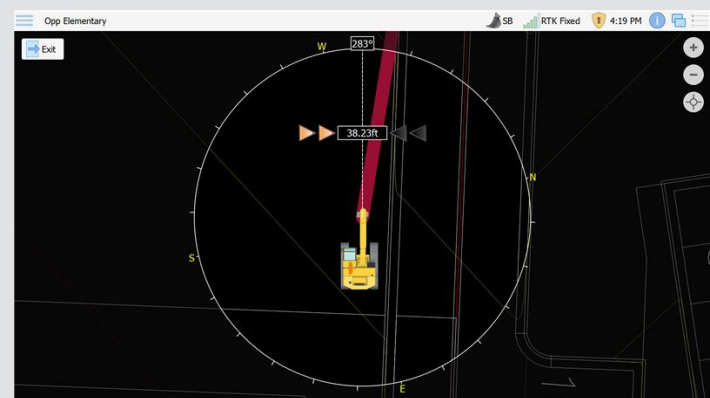 Opp Elementary
SB
RTK Fixed
?
4:19 PM
i
Exit
W
283°
38.23ft
N
S
E